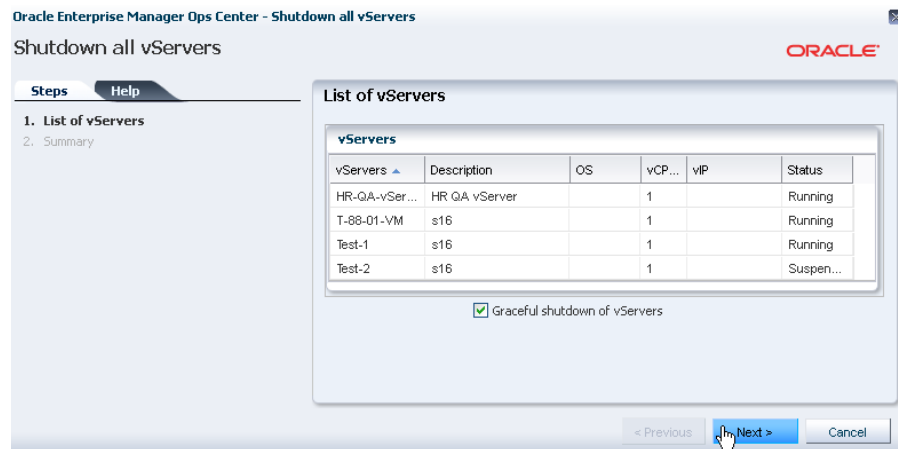 Oracle Enterprise Manager Ops Center - Shutdown all vServers
Shutdown all vServers
ORACLE
Steps Help
1. List of vServers
2. Summary
List of vServers
vServers
vServers Description OS vCP... vIP Status
HR-QA-vSer... HR QA vServer 1 Running
T-88-01-VM s16 1 Running
Test-1 s16 1 Running
Test-2 s16 1 Suspen...
Graceful shutdown of vServers
< Previous Next > Cancel